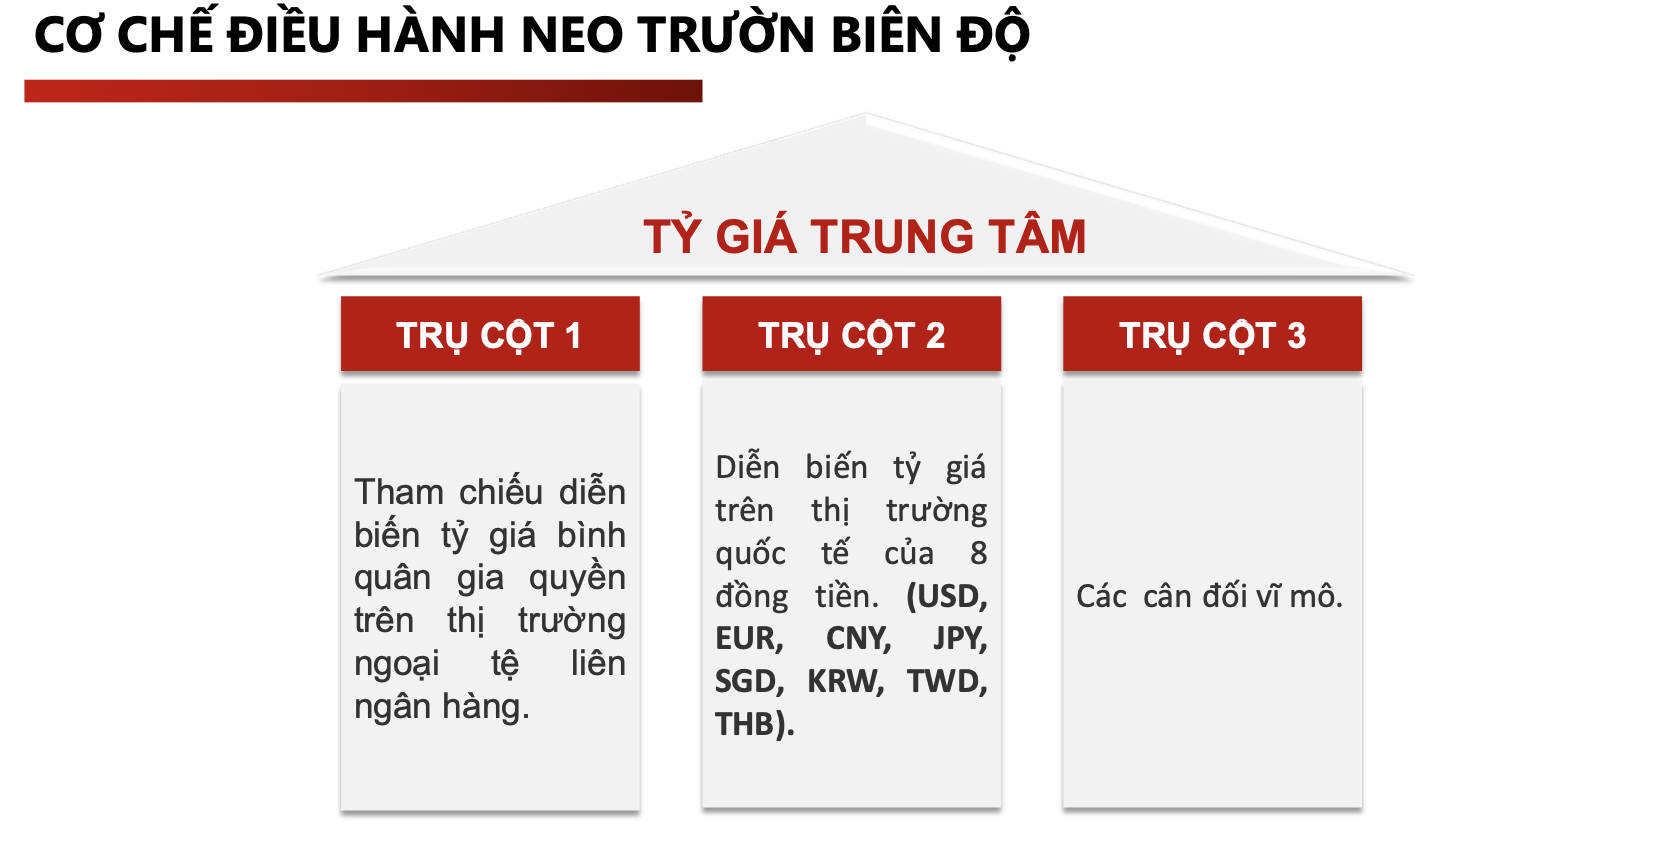 CƠ CHẾ ĐIỀU HÀNH NEO TRƯỜN BIÊN ĐỘ
TỶ GIÁ TRUNG TÂM
TRỤ CỘT 1
Tham chiếu diễn
biến tỷ giá bình
quân gia quyền
trên thị trường
ngoại tệ liên
ngân hàng.
TRỤ CỘT 2
Diễn biến tỷ giá
trên thị trường
quốc tế của 8
đồng tiền. (USD,
EUR, CNY, JPY,
SGD, KRW, TWD,
THB).
TRỤ CỘT 3
Các cân đối vĩ mô.